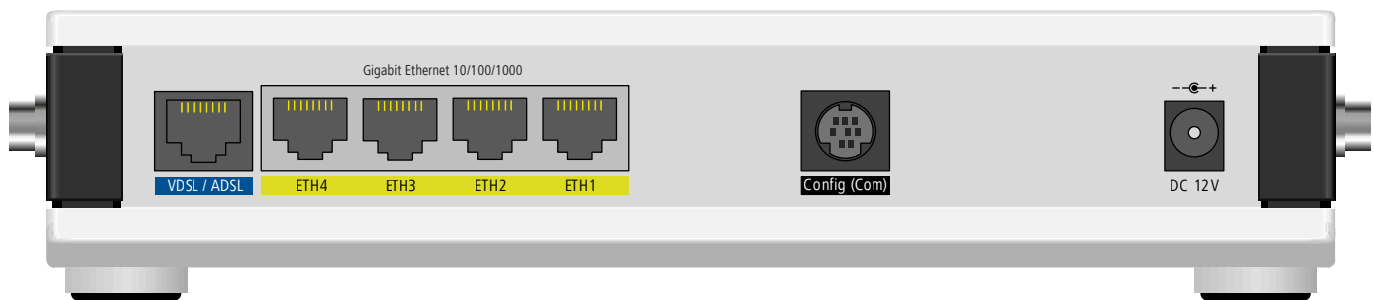 Gigabit Ethernet 10/100/1000
VDSL / ADSL
ETH4
ETH3
ETH2
ETH1
Config (Com)
DC 12V